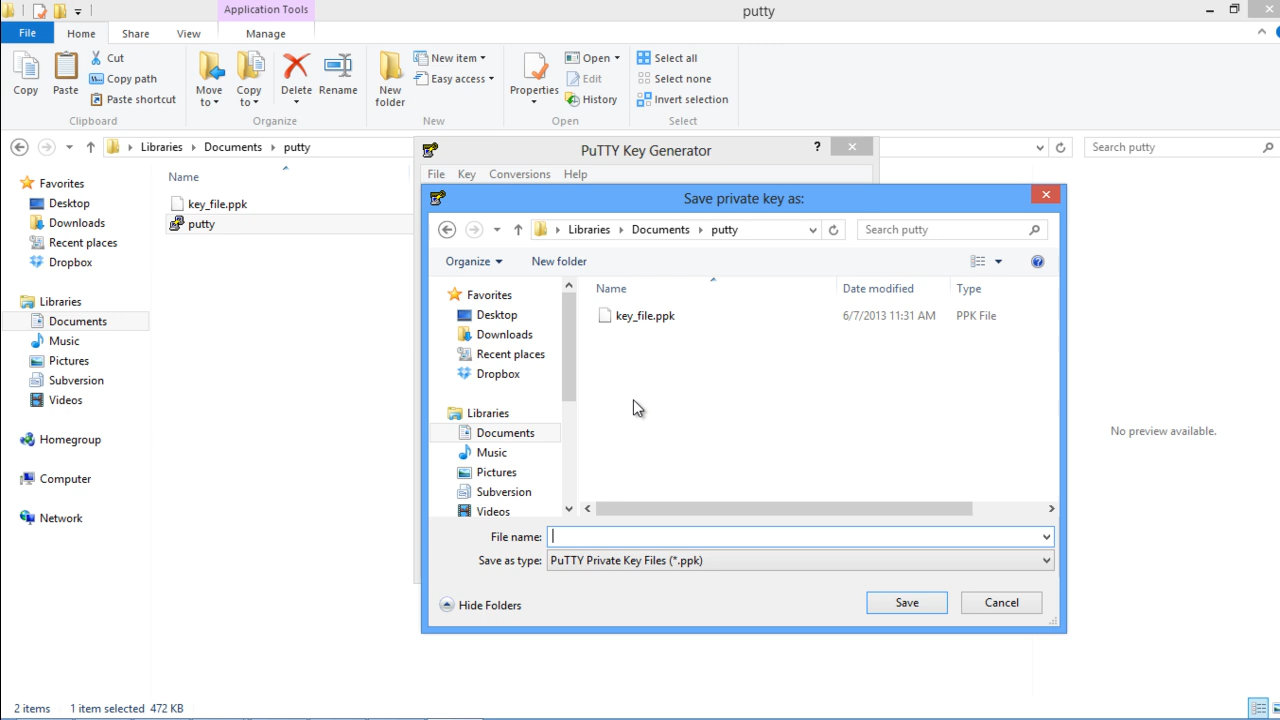 Application Tools
putty
File
Home
Share
View
Manage
Copy
Paste
Cut
Copy path
Paste shortcut
Clipboard
Move to
Copy to
Delete
Rename
Organize
New folder
New item
Easy access
New
Properties
Open
Edit
History
Open
Select all
Select none
Invert selection
Select
Libraries
Documents
putty
Search putty
Favorites
Desktop
Downloads
Recent places
Dropbox
Libraries
Documents
Music
Pictures
Subversion
Videos
Homegroup
Computer
Network
Name
key_file.ppk
putty
PuTTY Key Generator
?
File
Key
Conversions
Help
Save private key as:
Libraries
Documents
putty
Search putty
Organize
New folder
?
Favorites
Desktop
Downloads
Recent places
Dropbox
Libraries
Documents
Music
Pictures
Subversion
Videos
Name
Date modified
Type
key_file.ppk
6/7/2013 11:31 AM
PPK File
File name:
Save as type:
PuTTY Private Key Files (*.ppk)
Hide Folders
Save
Cancel
No preview available.
2 items
1 item selected 472 KB